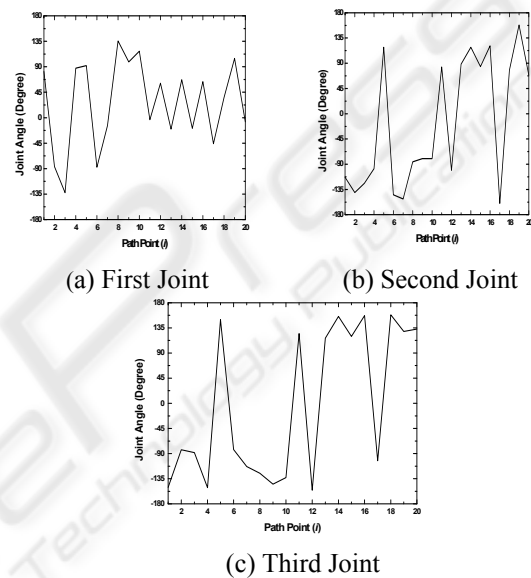 180
135
90
45
0
-45
-90
-135
-180
Joint Angle (Degree)
2 4 6 8 10 12 14 16 18 20
Path Point (i)
(a) First Joint
180
135
90
45
0
-45
-90
-135
-180
Joint Angle (Degree)
2 4 6 8 10 12 14 16 18 20
Path Point (i)
(b) Second Joint
180
135
90
45
0
-45
-90
-135
-180
Joint Angle (Degree)
2 4 6 8 10 12 14 16 18 20
Path Point (i)
(c) Third Joint
ePress
Technology Publication